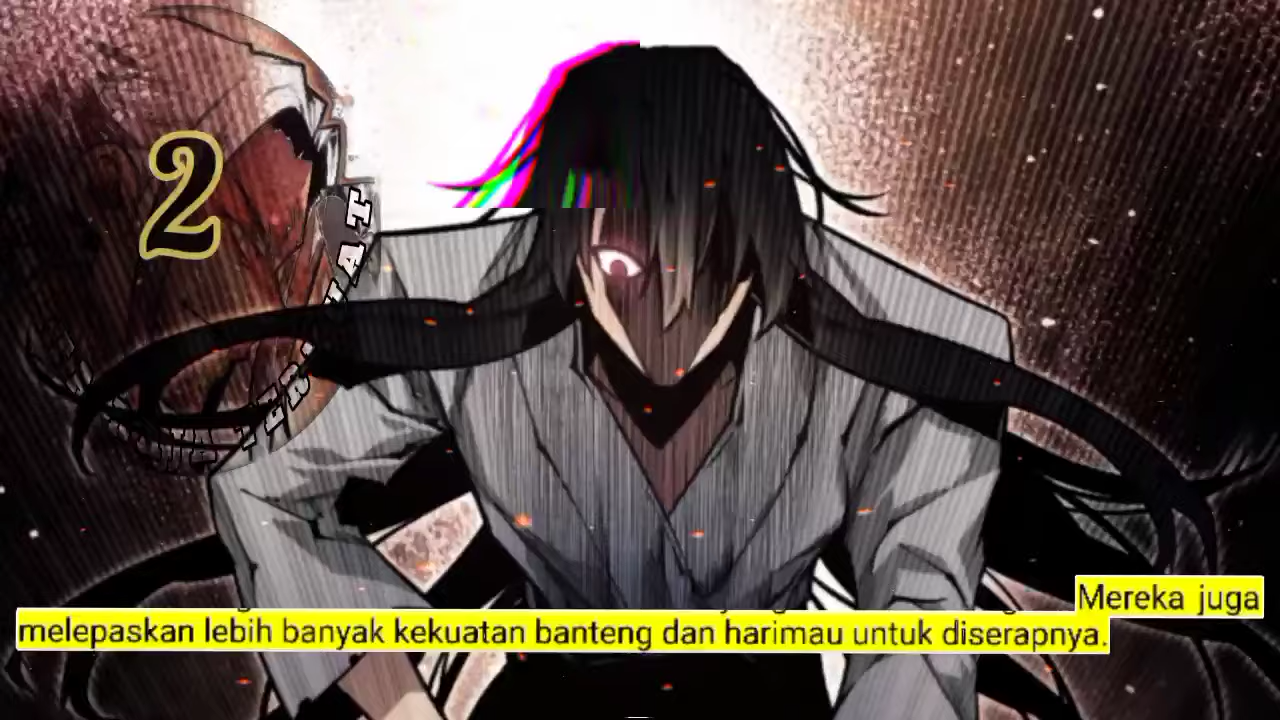 2
Mereka juga
melepaskan lebih banyak kekuatan banteng dan harimau untuk diserapnya.